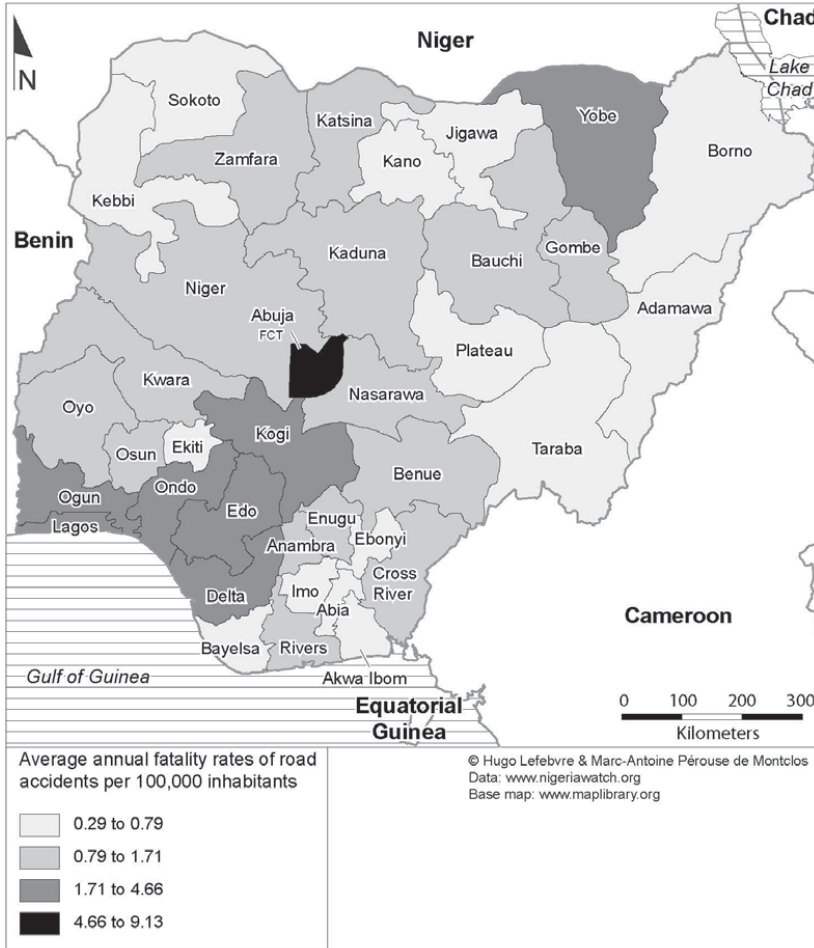 Chad
Niger
N
Lake
Chad
Sokoto
Katsina
Yobe
Jigawa
Zamfara
Kano
Borno
Kebbi
Benin
Kaduna
Gombe
Bauchi
Niger
Adamawa
Abuja
FCT
Plateau
Kwara
Nasarawa
Oyo
Kogi
Ekiti
Osun
Taraba
Benue
Ondo
Ogun
Edo
Enugu
Lagos
Ebonyi
Anambra
Cross
River
Delta
Imo
Abia
Cameroon
Bayelsa
Rivers
Gulf of Guinea
Akwa Ibom
Equatorial
Guinea
0 100 200 300
Kilometers
Average annual fatality rates of road
accidents per 100,000 inhabitants
0.29 to 0.79
0.79 to 1.71
1.71 to 4.66
4.66 to 9.13
© Hugo Lefebvre & Marc-Antoine Pérouse de Montclos
Data: www.nigeriawatch.org
Base map: www.maplibrary.org